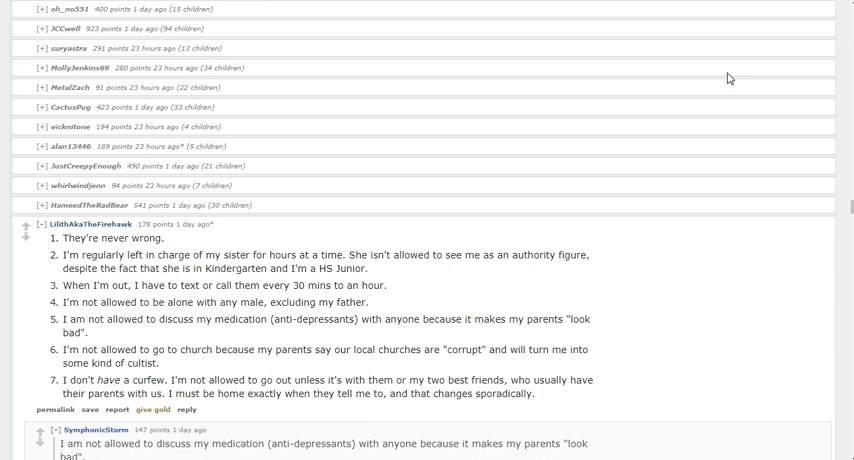 [+] oh_no551 400 points 1 day ago (15 children)
[+] JCCwell 923 points 1 day ago (94 children)
[+] suryastra 291 points 23 hours ago (13 children)
[+] MollyJenkins69 280 points 23 hours ago (34 children)
[+] MetalZach 91 points 23 hours ago (22 children)
[+] CactusPug 423 points 1 day ago (33 children)
[+] vicknitone 194 points 23 hours ago (4 children)
[+] alan13446 189 points 23 hours ago* (5 children)
[+] JustCreepyEnough 490 points 1 day ago (21 children)
[+] whirlwindjenn 94 points 23 hours ago (7 children)
[+] HameedTheRadBear 541 points 1 day ago (30 children)
[−] LilithAkaTheFirehawk 178 points 1 day ago*
1. They're never wrong.
2. I'm regularly left in charge of my sister for hours at a time. She isn't allowed to see me as an authority figure,
despite the fact that she is in Kindergarten and I'm a HS Junior.
3. When I'm out, I have to text or call them every 30 mins to an hour.
4. I'm not allowed to be alone with any male, excluding my father.
5. I am not allowed to discuss my medication (anti-depressants) with anyone because it makes my parents "look
bad".
6. I'm not allowed to go to church because my parents say our local churches are "corrupt" and will turn me into
some kind of cultist.
7. I don't have a curfew. I'm not allowed to go out unless it's with them or my two best friends, who usually have
their parents with us. I must be home exactly when they tell me to, and that changes sporadically.
permalink save report give gold reply
[−] SymphonicStorm 147 points 1 day ago
I am not allowed to discuss my medication (anti-depressants) with anyone because it makes my parents "look
bad".